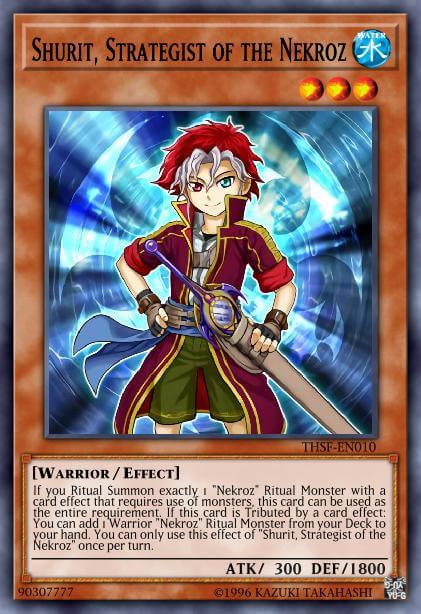 SHURIT, STRATEGIST OF THE NEKROZ
WATER
水
THSF-EN010
[WARRIOR / EFFECT]
If you Ritual Summon exactly 1 "Nekroz" Ritual Monster with a
card effect that requires use of monsters, this card can be used as
the entire requirement. If this card is Tributed by a card effect:
You can add 1 Warrior "Nekroz" Ritual Monster from your Deck to
your hand. You can only use this effect of "Shurit, Strategist of
the Nekroz" once per turn.
ATK/ 300 DEF/1800
90307777
©1996 KAZUKI TAKAHASHI